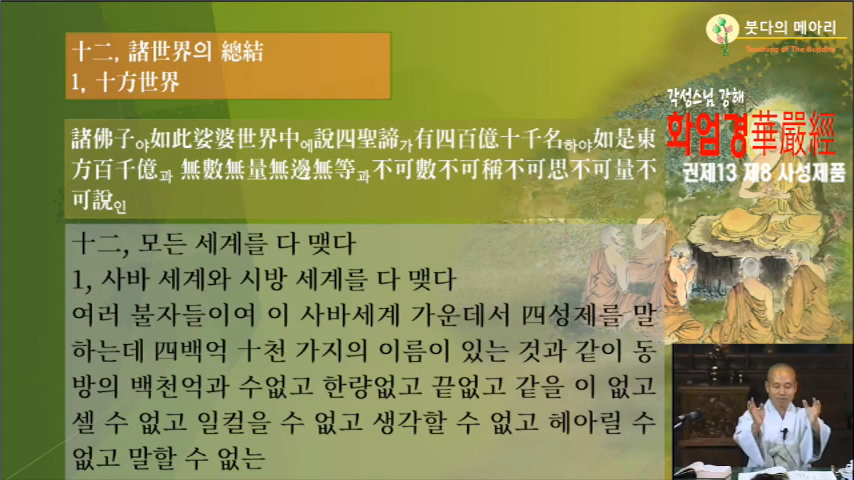 十二, 諸世界의 總結
1, 十方世界
諸佛子야如此娑婆世界中에說四聖諦가有四百億十千名하야如是東
方百千億과 無數無量無邊無等과不可數不可稱不可思不可量不
可說인
十二, 모든 세계를 다 맺다
1, 사바 세계와 시방 세계를 다 맺다
여러 불자들이여 이 사바세계 가운데서 四성제를 말
하는데 四백억 十천 가지의 이름이 있는 것과 같이 동
방의 백천억과 수없고 한량없고 끝없고 같을 이 없고
셀 수 없고 일컬을 수 없고 생각할 수 없고 헤아릴 수
없고 말할 수 없는
붓다의 메아리
Teaching of The Buddha
각성스님 강해
화엄경華嚴經
권제13 제8 사성제품